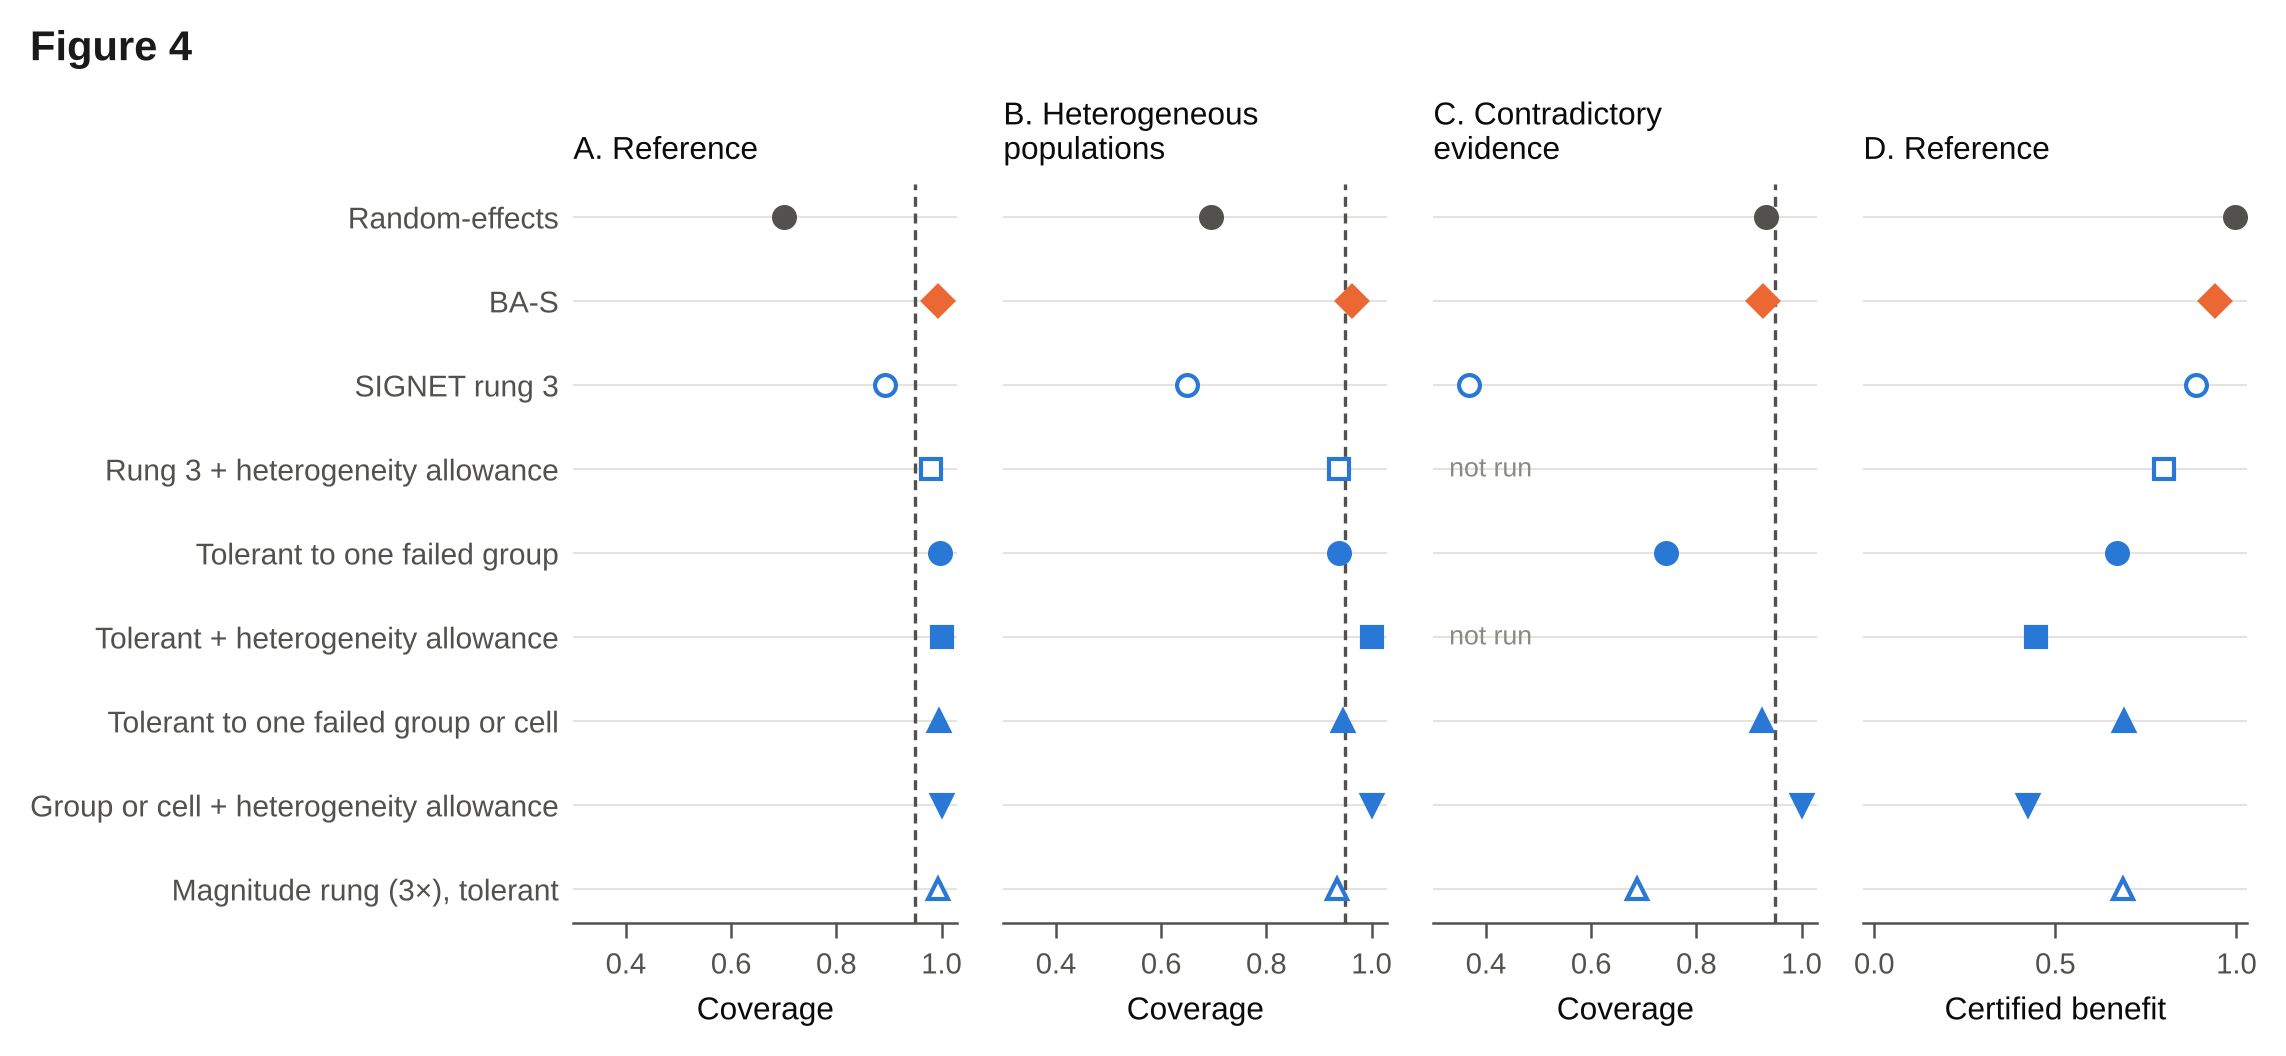 Figure 4
A. Reference
B. Heterogeneous
populations
C. Contradictory
evidence
D. Reference
Random-effects
BA-S
SIGNET rung 3
Rung 3 + heterogeneity allowance
not run
Tolerant to one failed group
Tolerant + heterogeneity allowance
not run
Tolerant to one failed group or cell
Group or cell + heterogeneity allowance
Magnitude rung (3×), tolerant
0.4 0.6 0.8 1.0
0.4 0.6 0.8 1.0
0.4 0.6 0.8 1.0
0.0 0.5 1.0
Coverage
Coverage
Coverage
Certified benefit